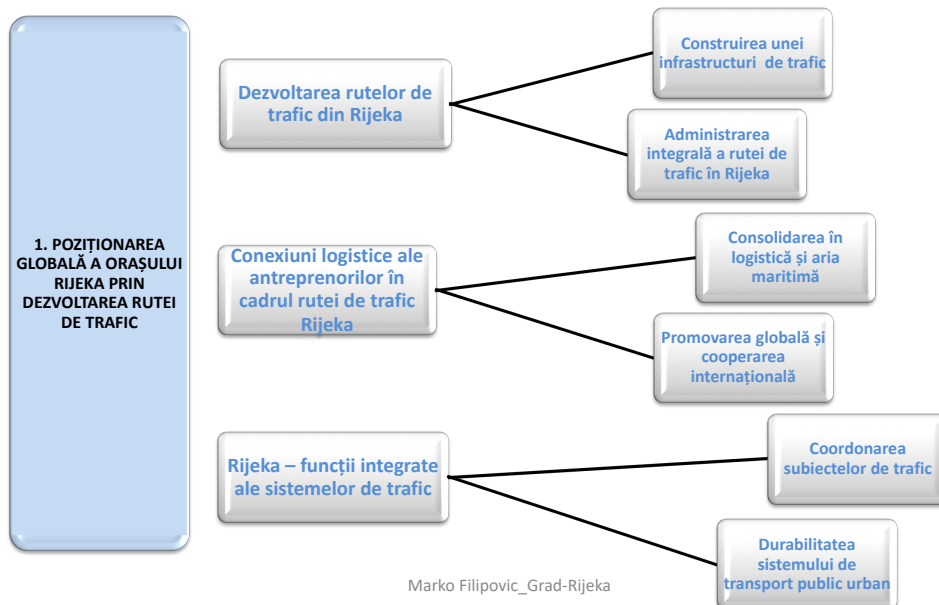 1. POZIȚIONAREA
GLOBALĂ A ORAȘULUI
RIJEKA PRIN
DEZVOLTAREA RUTEI
DE TRAFIC
Dezvoltarea rutelor de
trafic din Rijeka
Construirea unei
infrastructuri de trafic
Administrarea
integrală a rutei de
trafic în Rijeka
Conexiuni logistice ale
antreprenorilor în
cadrul rutei de trafic
Rijeka
Consolidarea în
logistică și aria
maritimă
Promovarea globală și
cooperarea
internațională
Rijeka – funcții integrate
ale sistemelor de trafic
Coordonarea
subiectelor de trafic
Durabilitatea
sistemului de
transport public urban
Marko Filipovic_Grad-Rijeka